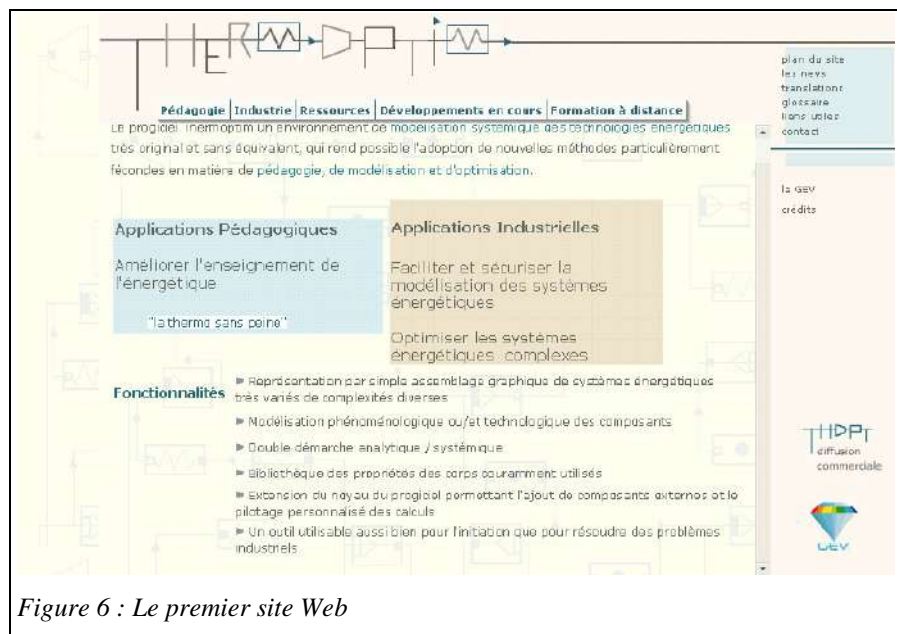 THERMOPTIM
plan du site
les news
translations
glossaire
liens utiles
contact
Pédagogie Industrie Ressources Développements en cours Formation à distance
Le progiciel Thermoptim un environnement de modélisation systémique des technologies énergétiques
très original et sans équivalent, qui rend possible l'adoption de nouvelles méthodes particulièrement
fécondes en matière de pédagogie, de modélisation et d'optimisation.
la GEV
crédits
Applications Pédagogiques
Améliorer l'enseignement de
l'énergétique
"la thermo sans peine"
Applications Industrielles
Faciliter et sécuriser la
modélisation des systèmes
énergétiques
Optimiser les systèmes
énergétiques complexes
Fonctionnalités
Représentation par simple assemblage graphique de systèmes énergétiques
très variés de complexités diverses
Modélisation phénoménologique ou/et technologique des composants
Double démarche analytique / systémique
Bibliothèque des propriétés des corps couramment utilisés
Extension du noyau du progiciel permettant l'ajout de composants externes et le
pilotage personnalisé des calculs
Un outil utilisable aussi bien pour l'initiation que pour résoudre des problèmes
industriels
diffusion
commerciale
GEV
Figure 6 : Le premier site Web